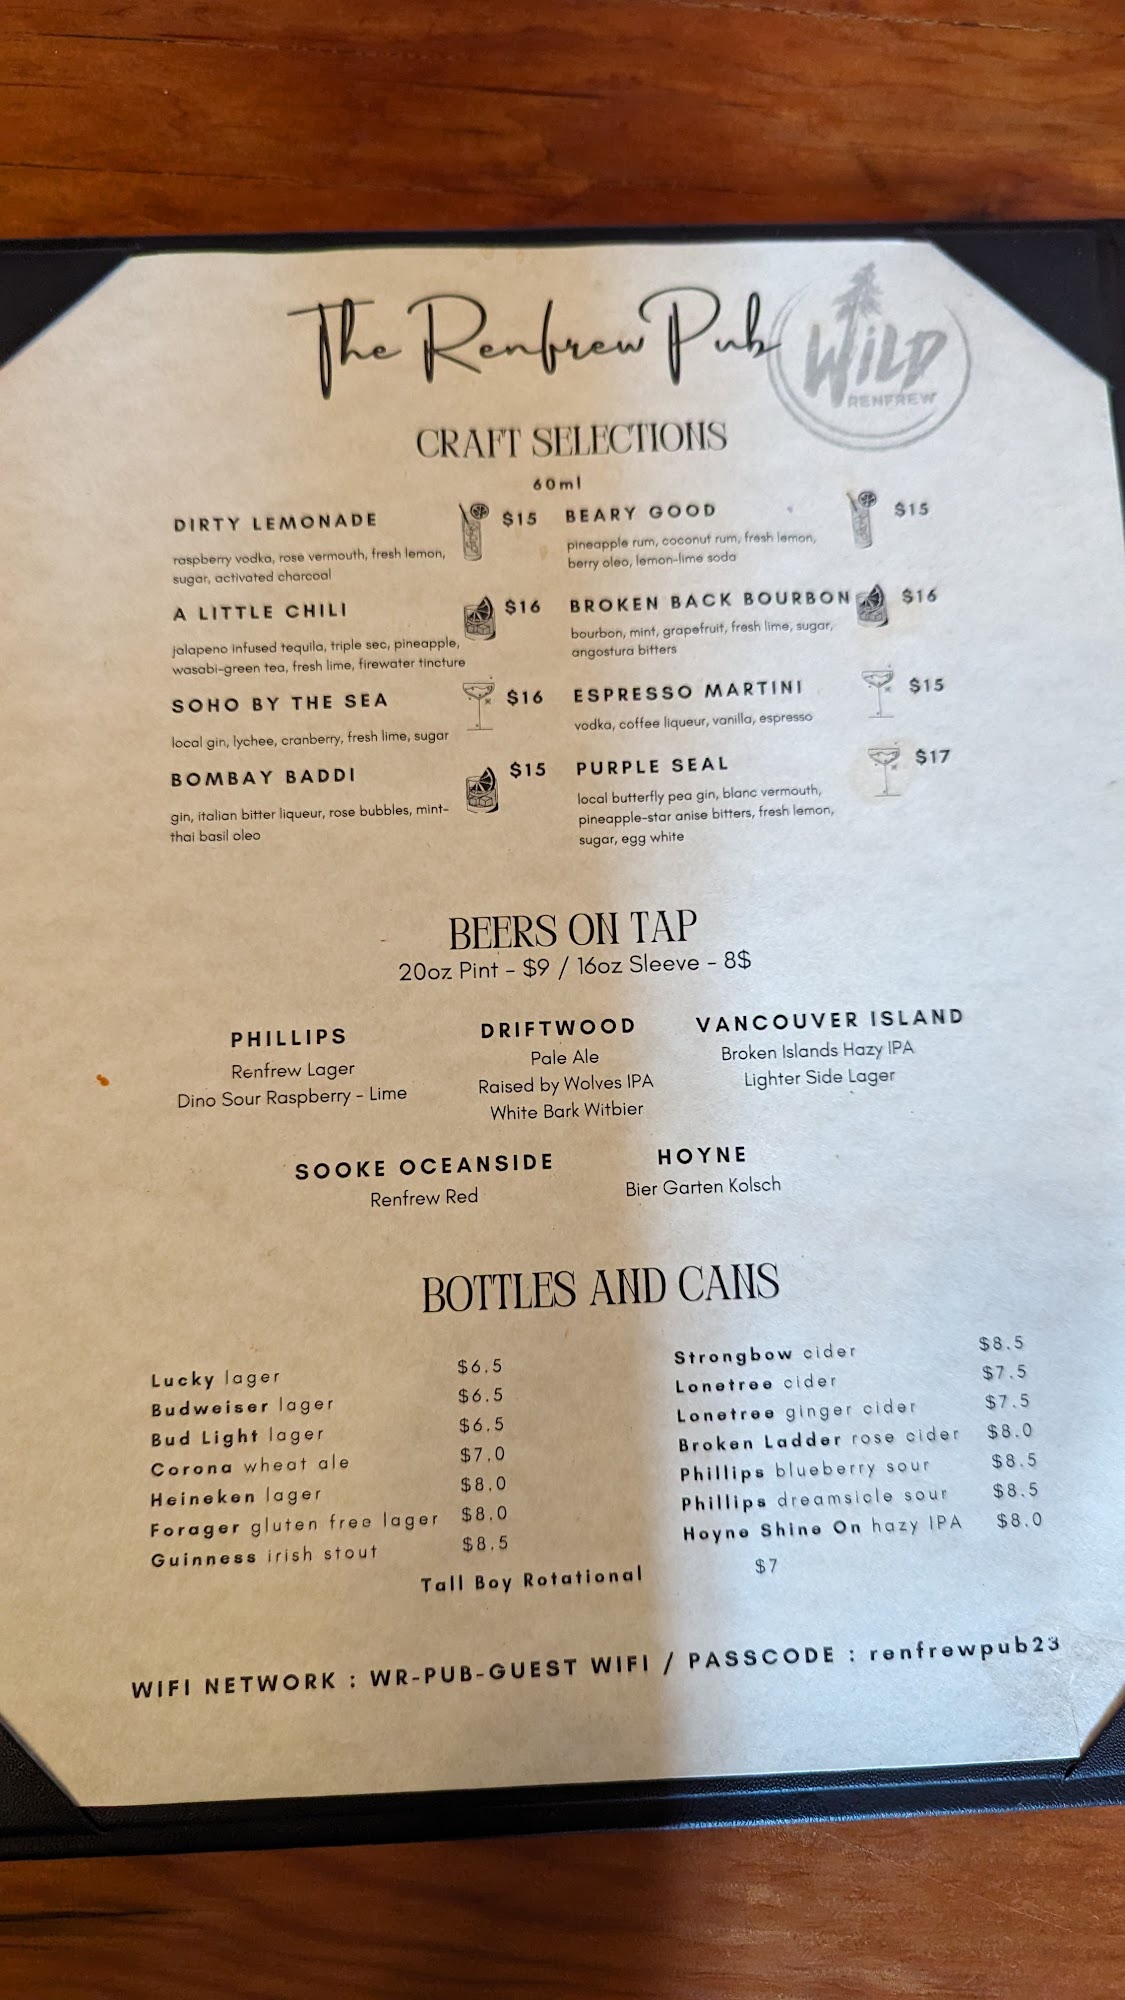 The Renfrew Pub
WILD
RENFREW
CRAFT SELECTIONS
60ml
DIRTY LEMONADE $15
raspberry vodka, rose vermouth, fresh lemon,
sugar, activated charcoal
A LITTLE CHILI $16
jalapeno infused tequila, triple sec, pineapple,
wasabi-green tea, fresh lime, firewater tincture
SOHO BY THE SEA $16
local gin, lychee, cranberry, fresh lime, sugar
BOMBAY BADDI $15
gin, italian bitter liqueur, rose bubbles, mint-
thai basil oleo
BEARY GOOD $15
pineapple rum, coconut rum, fresh lemon,
berry oleo, lemon-lime soda
BROKEN BACK BOURBON $16
bourbon, mint, grapefruit, fresh lime, sugar,
angostura bitters
ESPRESSO MARTINI $15
vodka, coffee liqueur, vanilla, espresso
PURPLE SEAL $17
local butterfly pea gin, blanc vermouth,
pineapple-star anise bitters, fresh lemon,
sugar, egg white
BEERS ON TAP
20oz Pint - $9 / 16oz Sleeve - 8$
PHILLIPS
Renfrew Lager
Dino Sour Raspberry - Lime
DRIFTWOOD
Pale Ale
Raised by Wolves IPA
White Bark Witbier
VANCOUVER ISLAND
Broken Islands Hazy IPA
Lighter Side Lager
SOOKE OCEANSIDE
Renfrew Red
HOYNE
Bier Garten Kolsch
BOTTLES AND CANS
Lucky lager $6.5
Budweiser lager $6.5
Bud Light lager $6.5
Corona wheat ale $7.0
Heineken lager $8.0
Forager gluten free lager $8.0
Guinness irish stout $8.5
Strongbow cider $8.5
Lonetree cider $7.5
Lonetree ginger cider $7.5
Broken Ladder rose cider $8.0
Phillips blueberry sour $8.5
Phillips dreamsicle sour $8.5
Hoyne Shine On hazy IPA $8.0
Tall Boy Rotational $7
WIFI NETWORK : WR-PUB-GUEST WIFI / PASSCODE : renfrewpub23